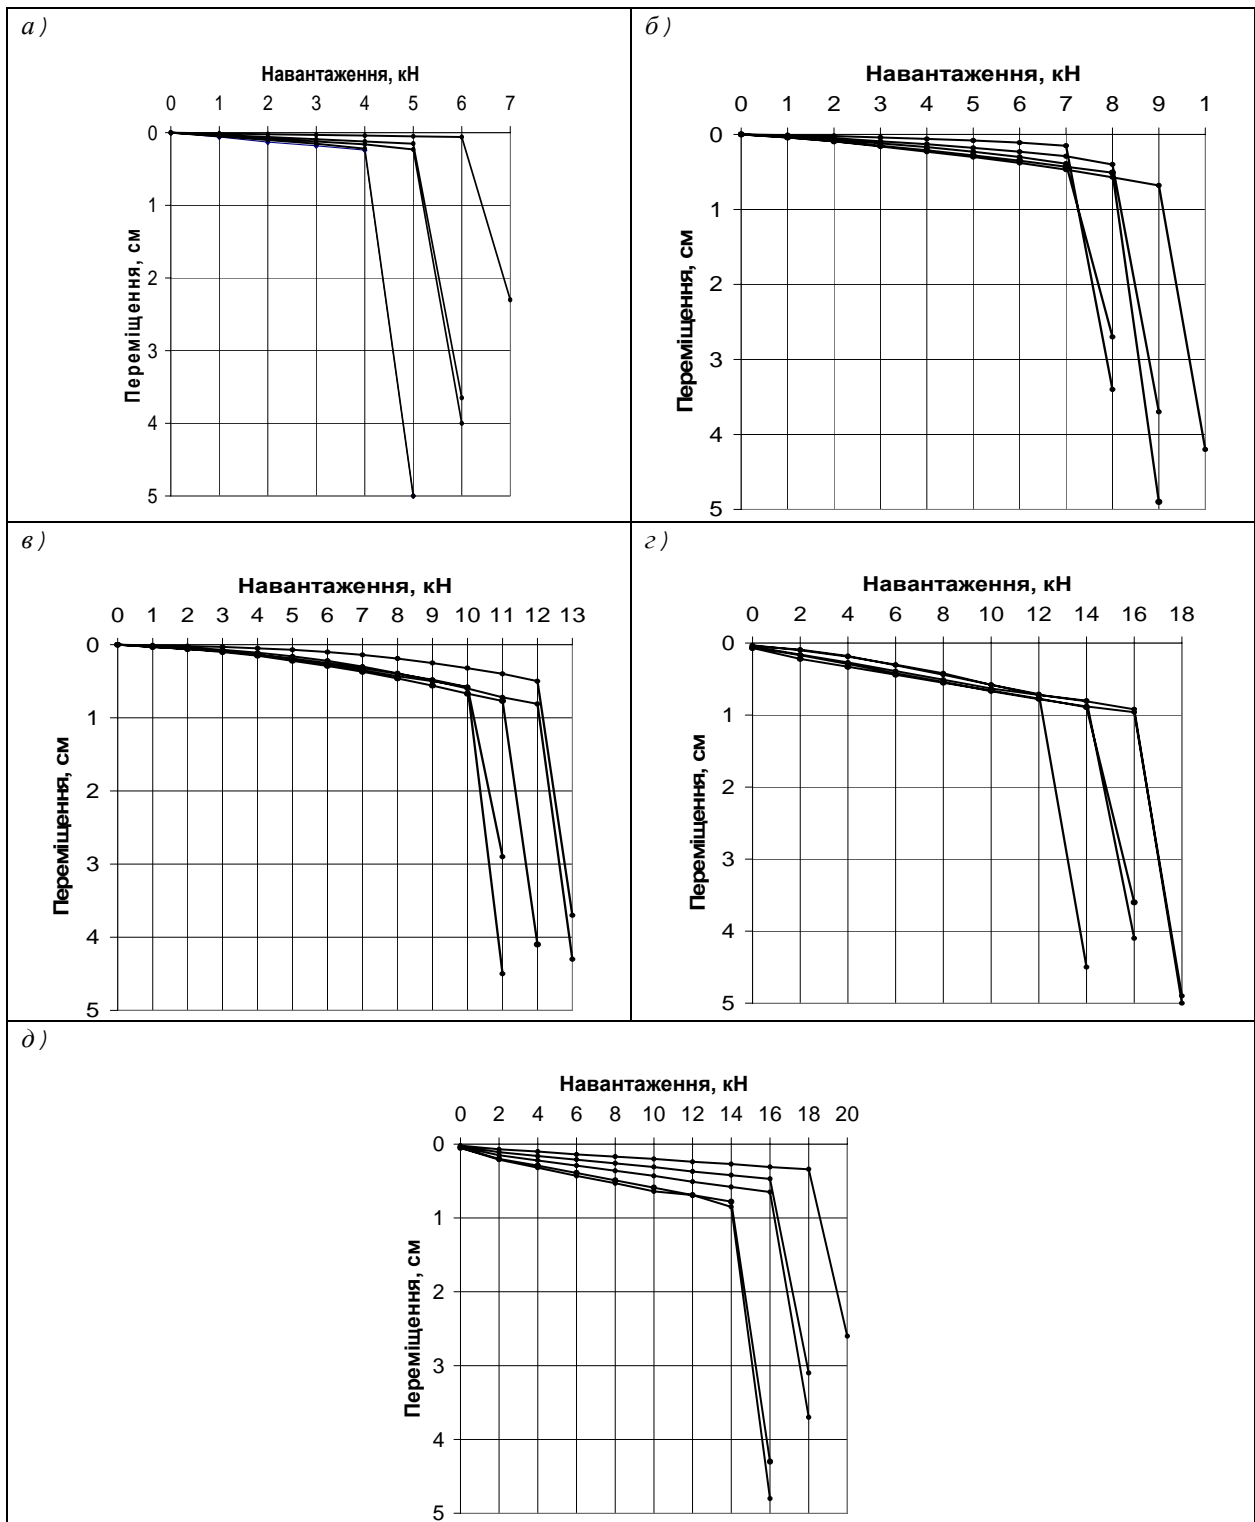 а)
Навантаження, кН
0 1 2 3 4 5 6 7
0
1
2
3
4
5
Переміщення, см
б)
Навантаження, кН
0 1 2 3 4 5 6 7 8 9 1
0
1
2
3
4
5
Переміщення, см
в)
Навантаження, кН
0 1 2 3 4 5 6 7 8 9 10 11 12 13
0
1
2
3
4
5
Переміщення, см
г)
Навантаження, кН
0 2 4 6 8 10 12 14 16 18
0
1
2
3
4
5
Переміщення, см
д)
Навантаження, кН
0 2 4 6 8 10 12 14 16 18 20
0
1
2
3
4
5
Переміщення, см